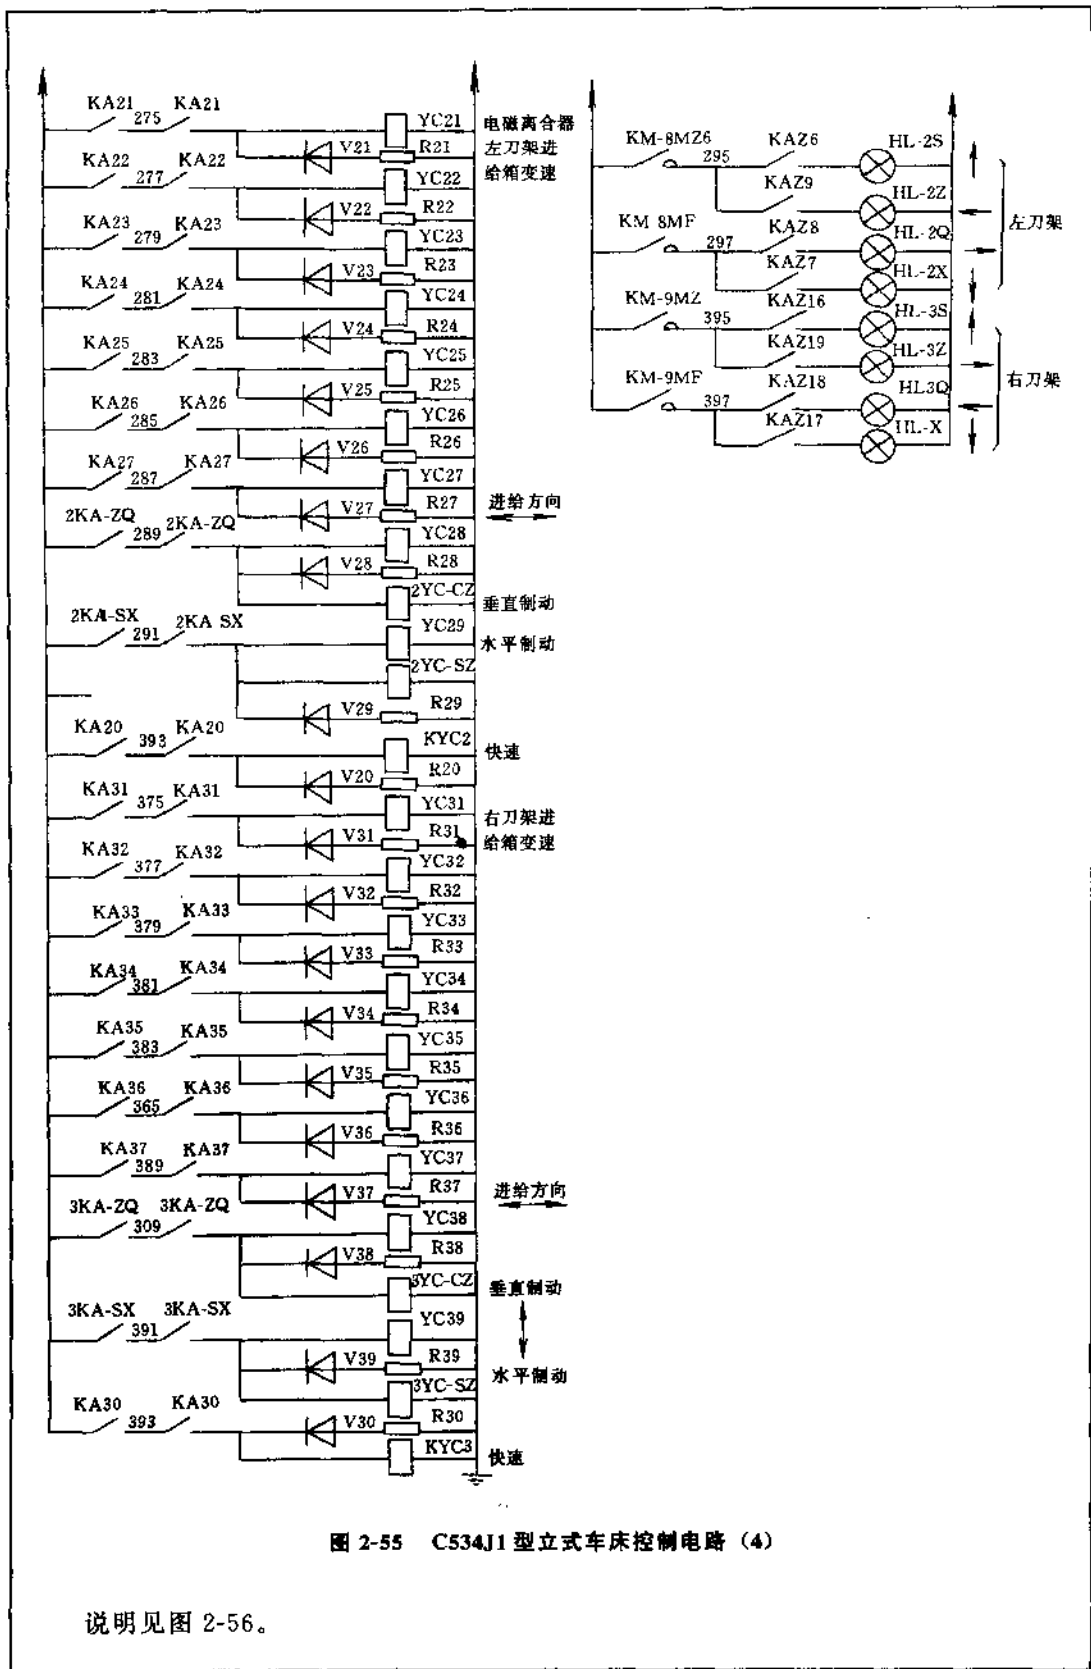 KA21 275 KA21 YC21 电磁离合器
V21 R21 左刀架进
KA22 277 KA22 YC22 给箱变速
V22 R22
KA23 279 KA23 YC23
V23 R23
KA24 281 KA24 YC24
V24 R24
KA25 283 KA25 YC25
V25 R25
KA26 285 KA26 YC26
V26 R26
KA27 287 KA27 YC27
V27 R27 进给方向
2KA-ZQ 289 2KA-ZQ YC28
V28 R28
2YC-CZ 垂直制动
2KA-SX 291 2KA SX YC29 水平制动
2YC-SZ
V29 R29
KA20 393 KA20 KYC2 快速
V20 R20
KA31 375 KA31 YC31 右刀架进
V31 R31 给箱变速
KA32 377 KA32 YC32
V32 R32
KA33 379 KA33 YC33
V33 R33
KA34 381 KA34 YC34
V34 R34
KA35 383 KA35 YC35
V35 R35
KA36 365 KA36 YC36
V36 R36
KA37 389 KA37 YC37
V37 R37 进给方向
3KA-ZQ 309 3KA-ZQ YC38
V38 R38
3YC-CZ 垂直制动
3KA-SX 391 3KA-SX YC39
V39 R39 水平制动
3YC-SZ
KA30 393 KA30 V30 R30
KYC3 快速
KM-8MZ6 295 KAZ6 HL-2S
KAZ9 HL-2Z
左刀架
KM 8MF 297 KAZ8 HL-2Q
KAZ7 HL-2X
KM-9MZ 395 KAZ16 HL-3S
KAZ19 HL-3Z
右刀架
KM-9MF 397 KAZ18 HL3Q
KAZ17 HL-X
图 2-55 C534J1 型立式车床控制电路（4）
说明见图 2-56。